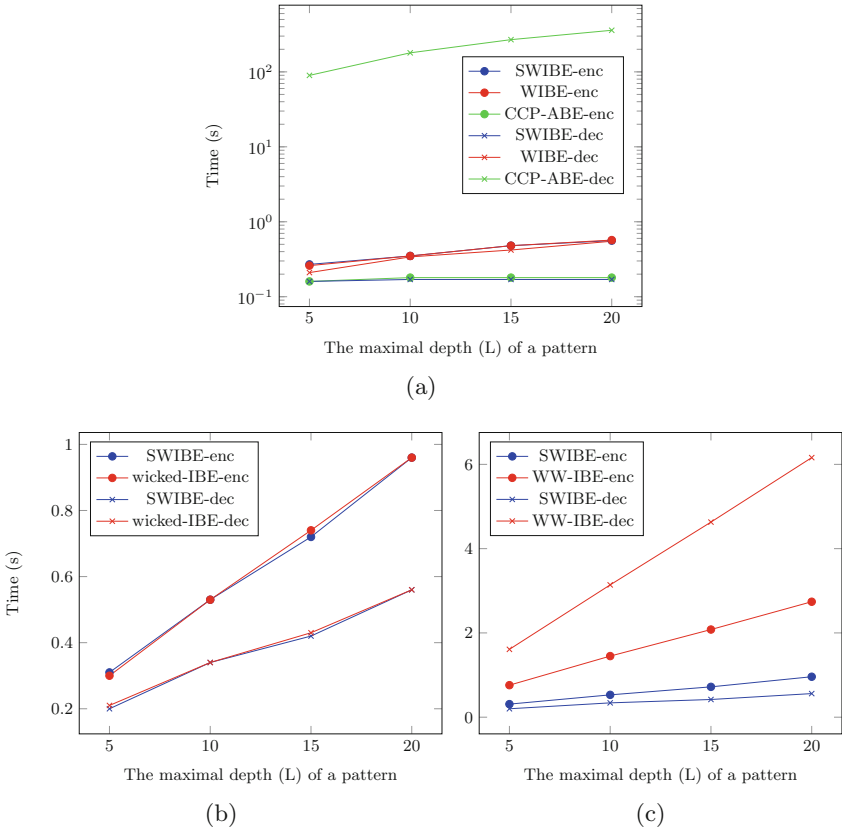 10^2
10^1
10^0
10^{-1}
Time (s)
SWIBE-enc
WIBE-enc
CCP-ABE-enc
SWIBE-dec
WIBE-dec
CCP-ABE-dec
5 10 15 20
The maximal depth (L) of a pattern
(a)
1
0.8
0.6
0.4
0.2
Time (s)
SWIBE-enc
wicked-IBE-enc
SWIBE-dec
wicked-IBE-dec
5 10 15 20
The maximal depth (L) of a pattern
(b)
6
4
2
0
SWIBE-enc
WW-IBE-enc
SWIBE-dec
WW-IBE-dec
5 10 15 20
The maximal depth (L) of a pattern
(c)